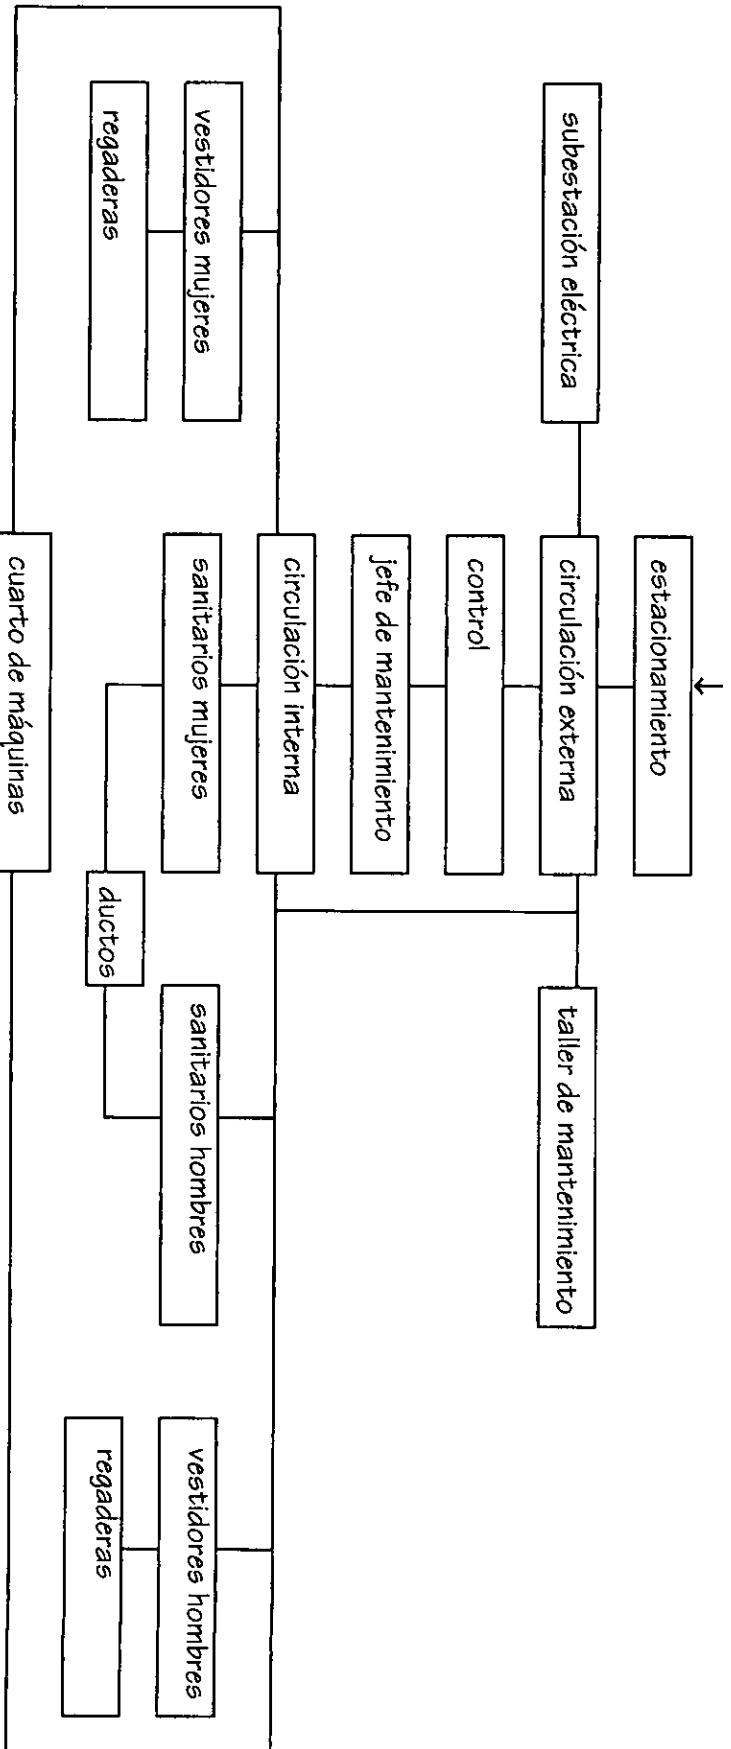 estacionamiento
subestación eléctrica
circulación externa
taller de mantenimiento
control
jefe de mantenimiento
circulación interna
vestidores mujeres
sanitarios mujeres
sanitarios hombres
vestidores hombres
regaderas
ductos
regaderas
cuarto de máquinas